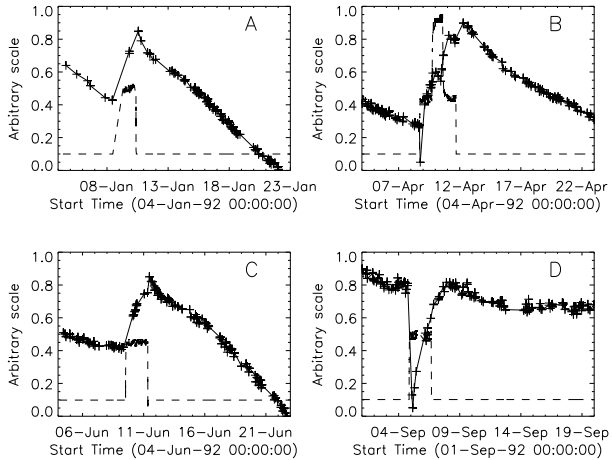 A
1.0
0.8
0.6
0.4
0.2
0.0
Arbitrary scale
08-Jan 13-Jan 18-Jan 23-Jan
Start Time (04-Jan-92 00:00:00)
B
1.0
0.8
0.6
0.4
0.2
0.0
Arbitrary scale
07-Apr 12-Apr 17-Apr 22-Apr
Start Time (04-Apr-92 00:00:00)
C
1.0
0.8
0.6
0.4
0.2
0.0
Arbitrary scale
06-Jun 11-Jun 16-Jun 21-Jun
Start Time (04-Jun-92 00:00:00)
D
1.0
0.8
0.6
0.4
0.2
0.0
Arbitrary scale
04-Sep 09-Sep 14-Sep 19-Sep
Start Time (01-Sep-92 00:00:00)